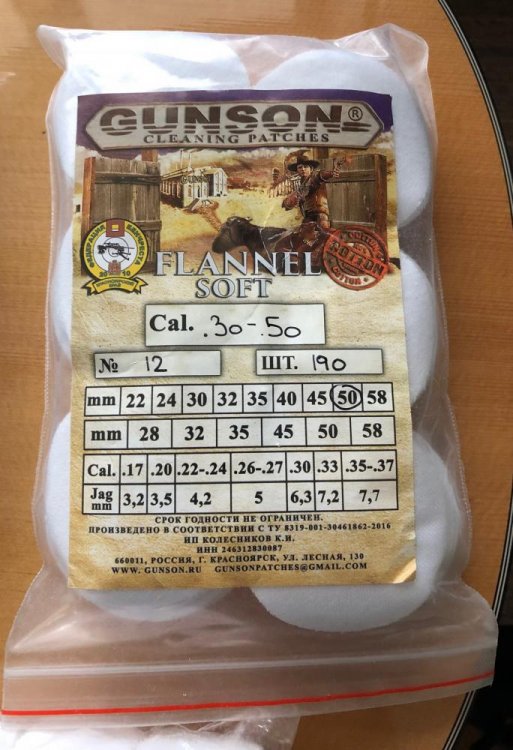 GUNSON®
CLEANING PATCHES
GUNSON
FLANNEL
SOFT
COTTON
Cal. .30-.50
№ 12 ШТ. 190
mm 22 24 30 32 35 40 45 50 58
mm 28 32 35 45 50 58
Cal. .17 .20 .22-.24 .26-.27 .30 .33 .35-.37
Jag mm 3,2 3,5 4,2 5 6,3 7,2 7,7
СРОК ГОДНОСТИ НЕ ОГРАНИЧЕН.
ПРОИЗВЕДЕНО В СООТВЕТСТВИИ С ТУ 8319-001-30461862-2016
ИП КОЛЕСНИКОВ К.И.
ИНН 246312830087
660011, РОССИЯ, Г. КРАСНОЯРСК, УЛ. ЛЕСНАЯ, 130
WWW.GUNSON.RU GUNSONPATCHES@GMAIL.COM